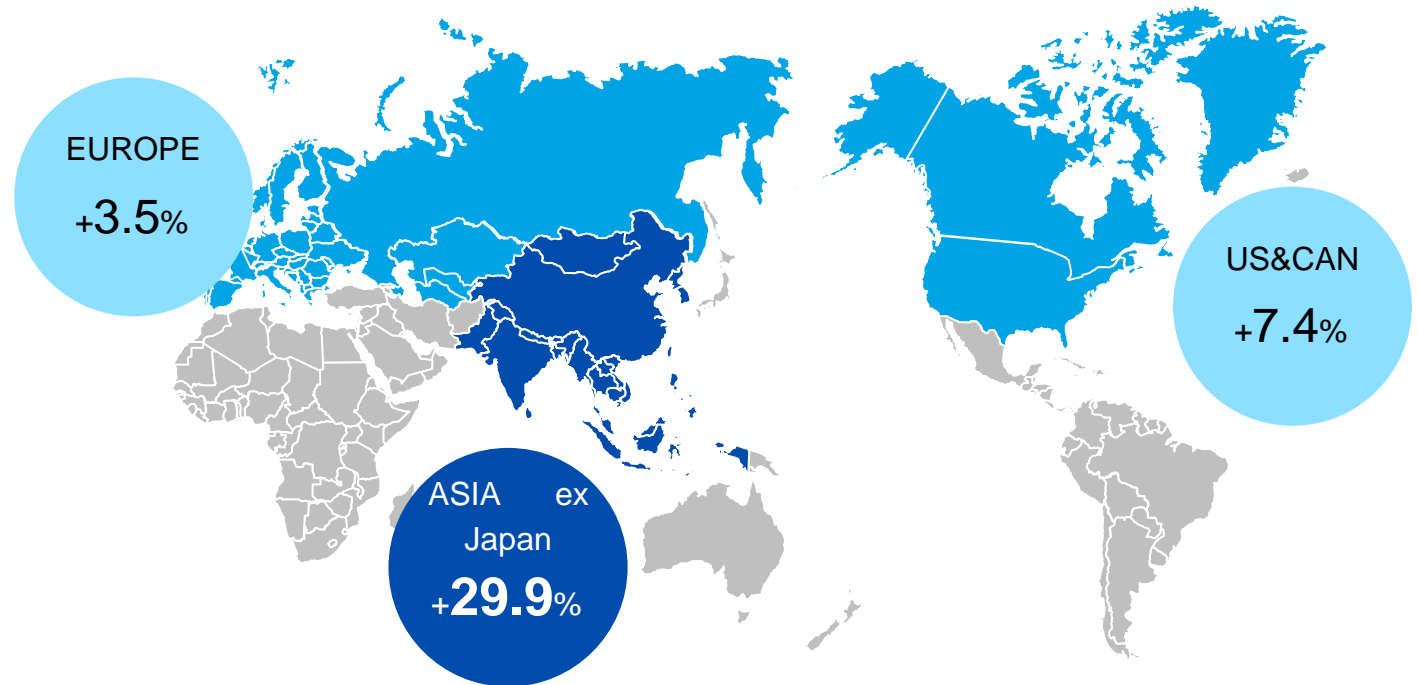 EUROPE
+3.5%
US&CAN
+7.4%
ASIA ex
Japan
+29.9%